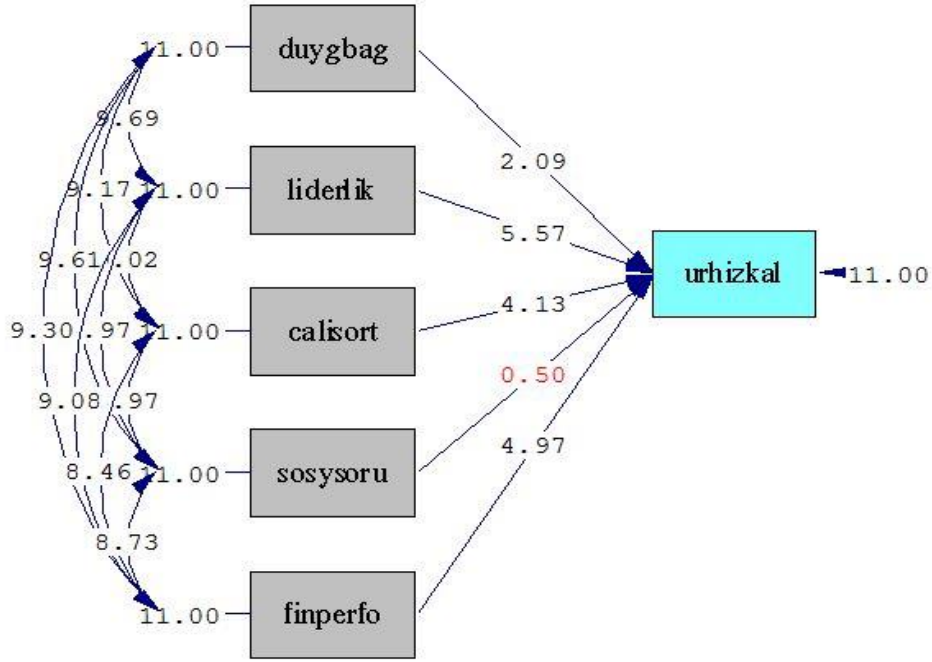 11.00 duygbag
9.69
2.09
9.17 11.00 liderlik
5.57
urhizkal 11.00
9.61 .02
4.13
9.30 .97 11.00 calisort
0.50
9.08 .97
4.97
8.46 11.00 sosysoru
8.73
11.00 finperfo